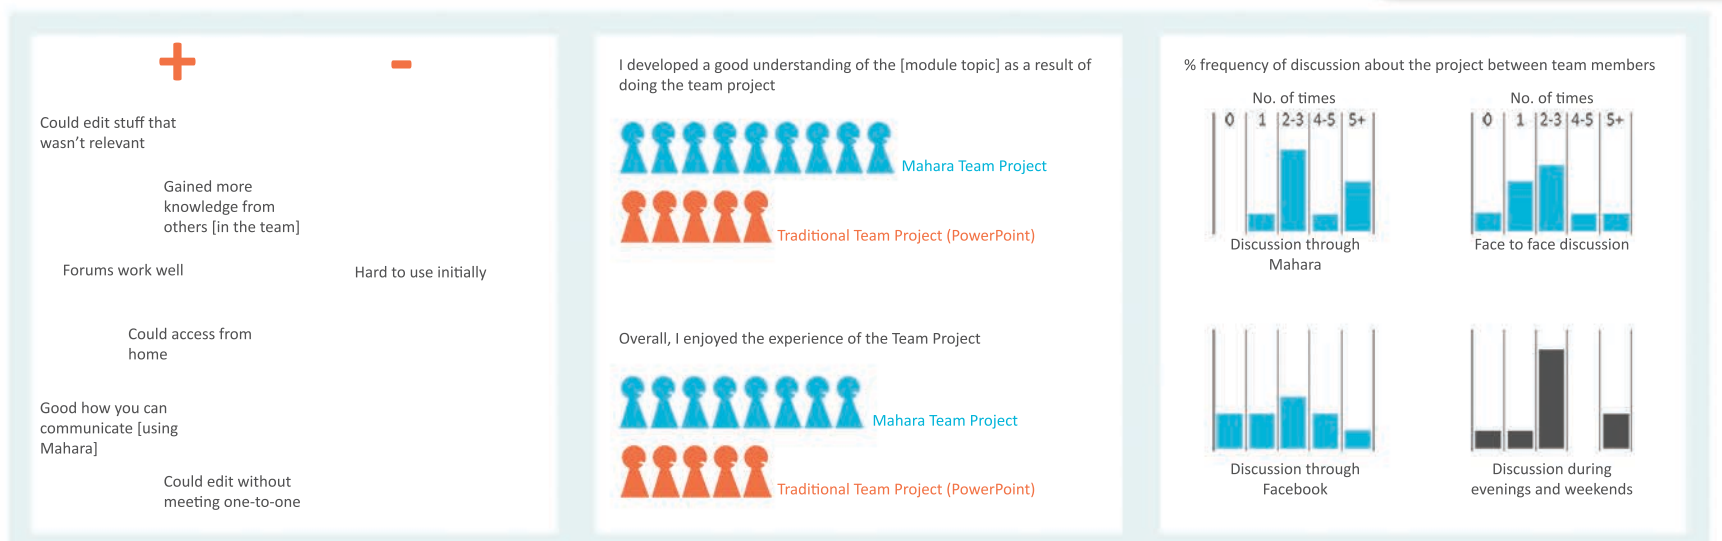 +
-
Could edit stuff that
wasn't relevant
Gained more
knowledge from
others [in the team]
Forums work well
Hard to use initially
Could access from
home
Good how you can
communicate [using
Mahara]
Could edit without
meeting one-to-one
I developed a good understanding of the [module topic] as a result of
doing the team project
Mahara Team Project
Traditional Team Project (PowerPoint)
Overall, I enjoyed the experience of the Team Project
Mahara Team Project
Traditional Team Project (PowerPoint)
% frequency of discussion about the project between team members
No. of times
0 1 2-3 4-5 5+
Discussion through
Mahara
No. of times
0 1 2-3 4-5 5+
Face to face discussion
Discussion through
Facebook
Discussion during
evenings and weekends